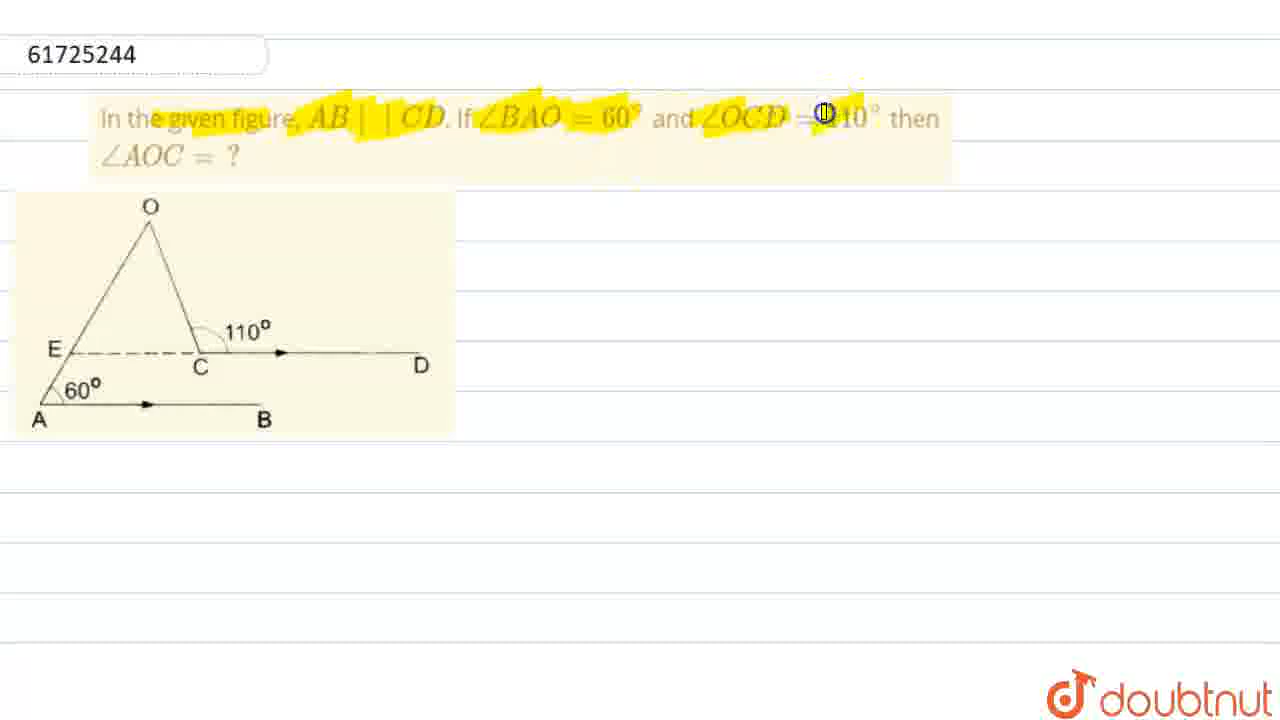 61725244
In the given figure, AB || CD. If ∠BAO = 60° and ∠OCD = 110° then
∠AOC = ?
O
110°
E
C
D
60°
A
B
doubtnut